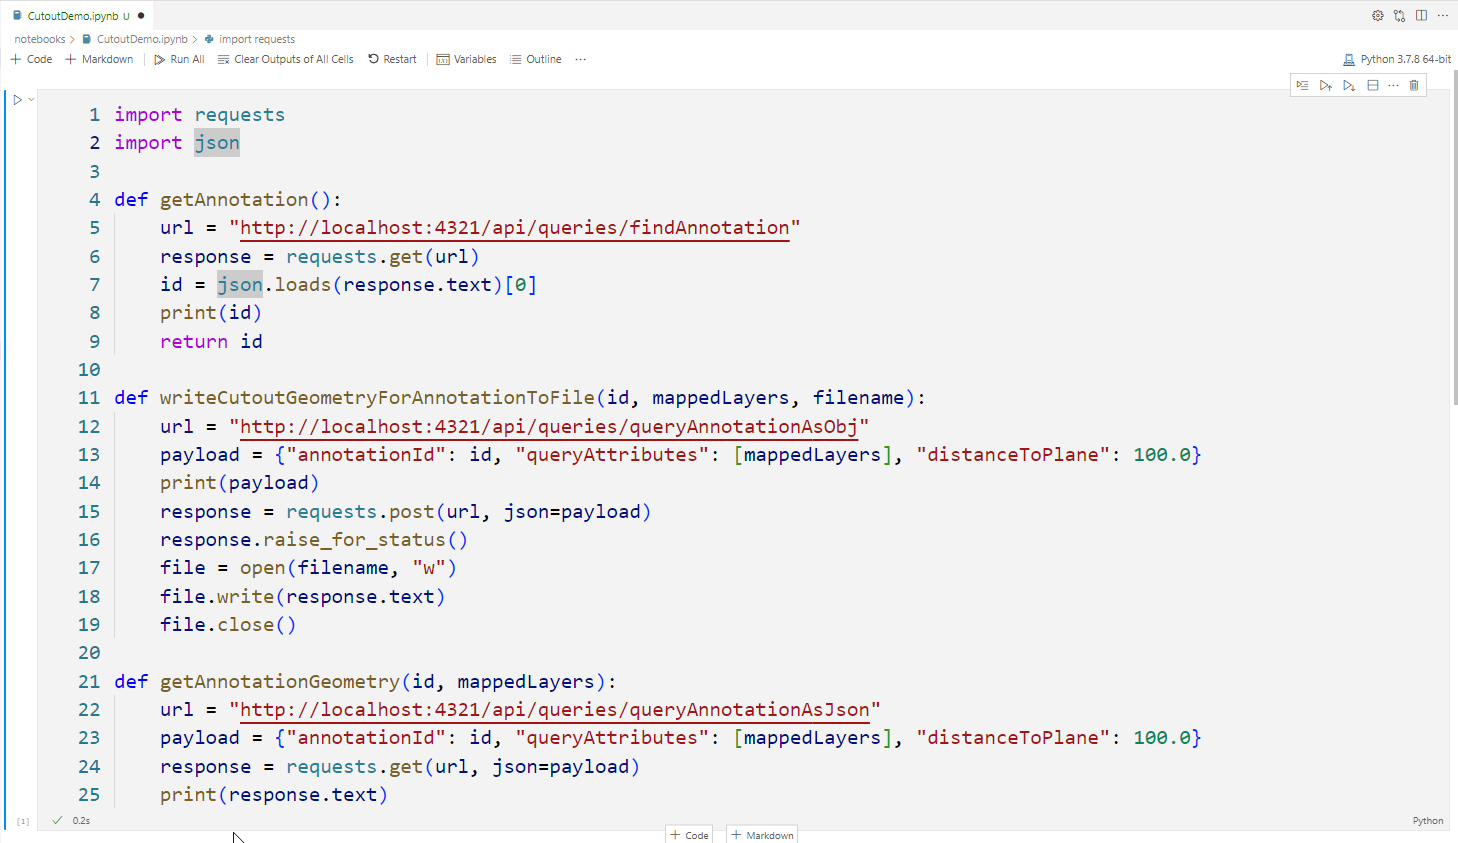 CutoutDemo.ipynb U
notebooks > CutoutDemo.ipynb > import requests
+ Code + Markdown | Run All Clear Outputs of All Cells Restart | Variables Outline ... Python 3.7.8 64-bit
1 import requests
2 import json
3
4 def getAnnotation():
5     url = "http://localhost:4321/api/queries/findAnnotation"
6     response = requests.get(url)
7     id = json.loads(response.text)[0]
8     print(id)
9     return id
10
11 def writeCutoutGeometryForAnnotationToFile(id, mappedLayers, filename):
12     url = "http://localhost:4321/api/queries/queryAnnotationAsObj"
13     payload = {"annotationId": id, "queryAttributes": [mappedLayers], "distanceToPlane": 100.0}
14     print(payload)
15     response = requests.post(url, json=payload)
16     response.raise_for_status()
17     file = open(filename, "w")
18     file.write(response.text)
19     file.close()
20
21 def getAnnotationGeometry(id, mappedLayers):
22     url = "http://localhost:4321/api/queries/queryAnnotationAsJson"
23     payload = {"annotationId": id, "queryAttributes": [mappedLayers], "distanceToPlane": 100.0}
24     response = requests.get(url, json=payload)
25     print(response.text)
[1] 0.2s Python
+ Code + Markdown